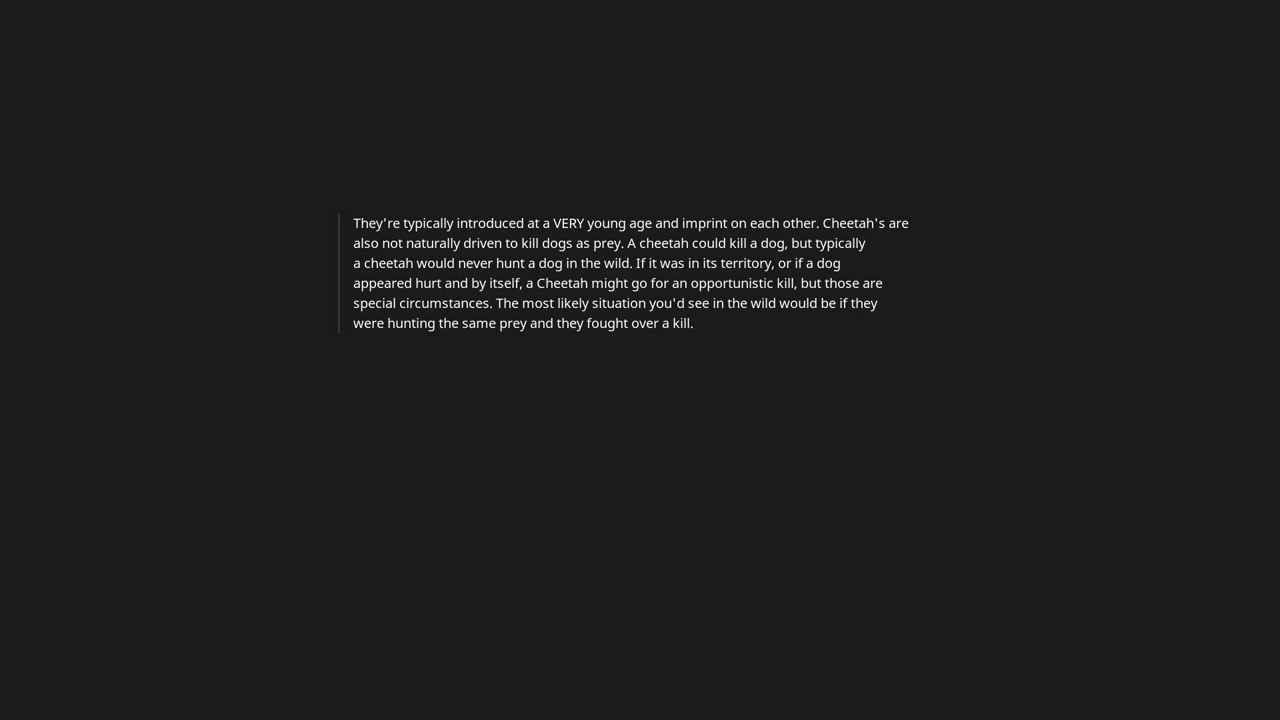 They're typically introduced at a VERY young age and imprint on each other. Cheetah's are
also not naturally driven to kill dogs as prey. A cheetah could kill a dog, but typically
a cheetah would never hunt a dog in the wild. If it was in its territory, or if a dog
appeared hurt and by itself, a Cheetah might go for an opportunistic kill, but those are
special circumstances. The most likely situation you'd see in the wild would be if they
were hunting the same prey and they fought over a kill.